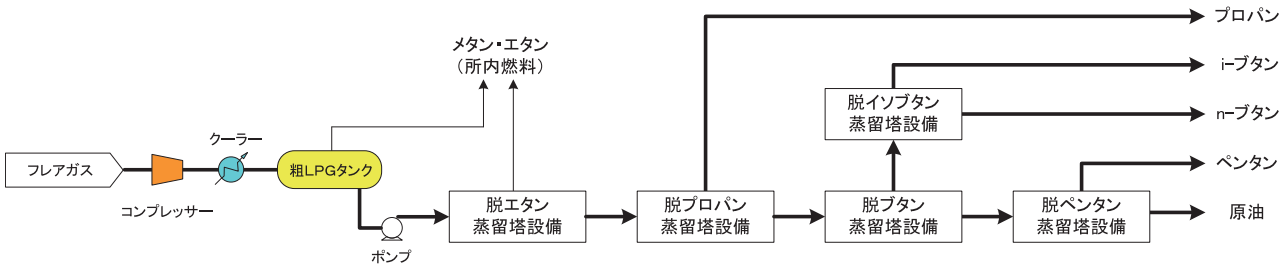 プロパン
メタン・エタン
（所内燃料）
i-ブタン
脱イソブタン
蒸留塔設備
n-ブタン
クーラー
フレアガス
粗LPGタンク
ペンタン
コンプレッサー
脱エタン
蒸留塔設備
脱プロパン
蒸留塔設備
脱ブタン
蒸留塔設備
脱ペンタン
蒸留塔設備
原油
ポンプ